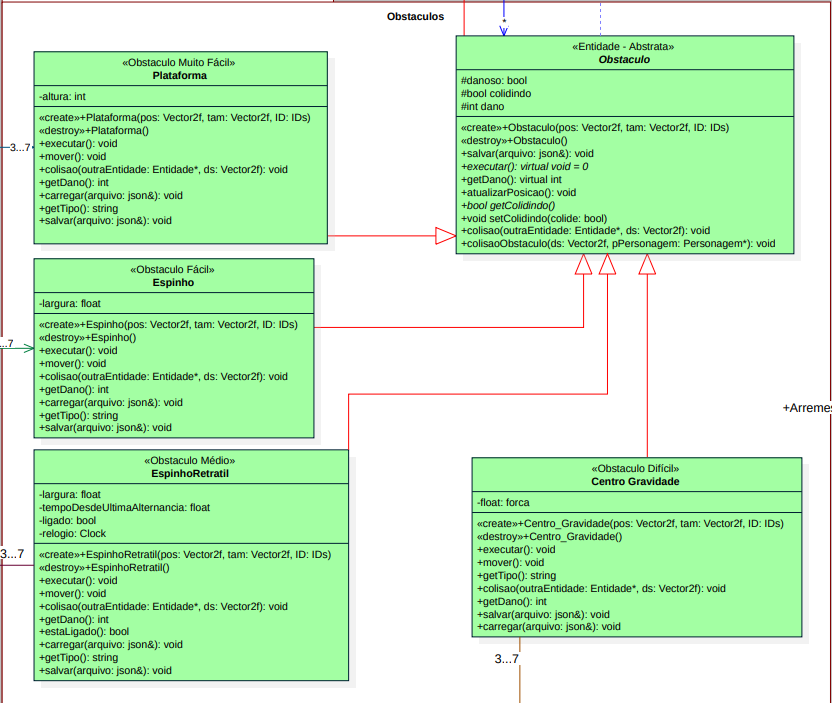 Obstaculos
*
«Obstaculo Muito Fácil»
Plataforma
-altura: int
«create»+Plataforma(pos: Vector2f, tam: Vector2f, ID: IDs)
«destroy»+Plataforma()
+executar(): void
+mover(): void
+colisao(outraEntidade: Entidade*, ds: Vector2f): void
+getDano(): int
+carregar(arquivo: json&): void
+getTipo(): string
+salvar(arquivo: json&): void
3...7
«Entidade - Abstrata»
Obstaculo
#danoso: bool
#bool colidindo
#int dano
«create»+Obstaculo(pos: Vector2f, tam: Vector2f, ID: IDs)
«destroy»+Obstaculo()
+salvar(arquivo: json&): void
+executar(): virtual void = 0
+getDano(): virtual int
+atualizarPosicao(): void
+bool getColidindo()
+void setColidindo(colide: bool)
+colisao(outraEntidade: Entidade*, ds: Vector2f): void
+colisaoObstaculo(ds: Vector2f, pPersonagem: Personagem*): void
«Obstaculo Fácil»
Espinho
-largura: float
«create»+Espinho(pos: Vector2f, tam: Vector2f, ID: IDs)
«destroy»+Espinho()
+executar(): void
+mover(): void
+colisao(outraEntidade: Entidade*, ds: Vector2f): void
+getDano(): int
+carregar(arquivo: json&): void
+getTipo(): string
+salvar(arquivo: json&): void
...7
+Arremes
«Obstaculo Médio»
EspinhoRetratil
-largura: float
-tempoDesdeUltimaAlternancia: float
-ligado: bool
-relogio: Clock
«create»+EspinhoRetratil(pos: Vector2f, tam: Vector2f, ID: IDs)
«destroy»+EspinhoRetratil()
+executar(): void
+mover(): void
+colisao(outraEntidade: Entidade*, ds: Vector2f): void
+getDano(): int
+estaLigado(): bool
+carregar(arquivo: json&): void
+getTipo(): string
+salvar(arquivo: json&): void
3...7
«Obstaculo Difícil»
Centro Gravidade
-float: forca
«create»+Centro_Gravidade(pos: Vector2f, tam: Vector2f, ID: IDs)
«destroy»+Centro_Gravidade()
+executar(): void
+mover(): void
+getTipo(): string
+colisao(outraEntidade: Entidade*, ds: Vector2f): void
+getDano(): int
+salvar(arquivo: json&): void
+carregar(arquivo: json&): void
3...7